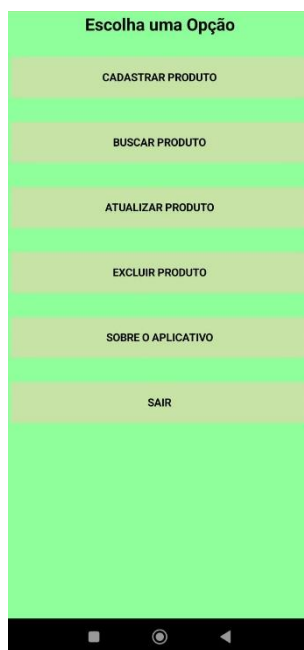 Escolha uma Opção
CADASTRAR PRODUTO
BUSCAR PRODUTO
ATUALIZAR PRODUTO
EXCLUIR PRODUTO
SOBRE O APLICATIVO
SAIR